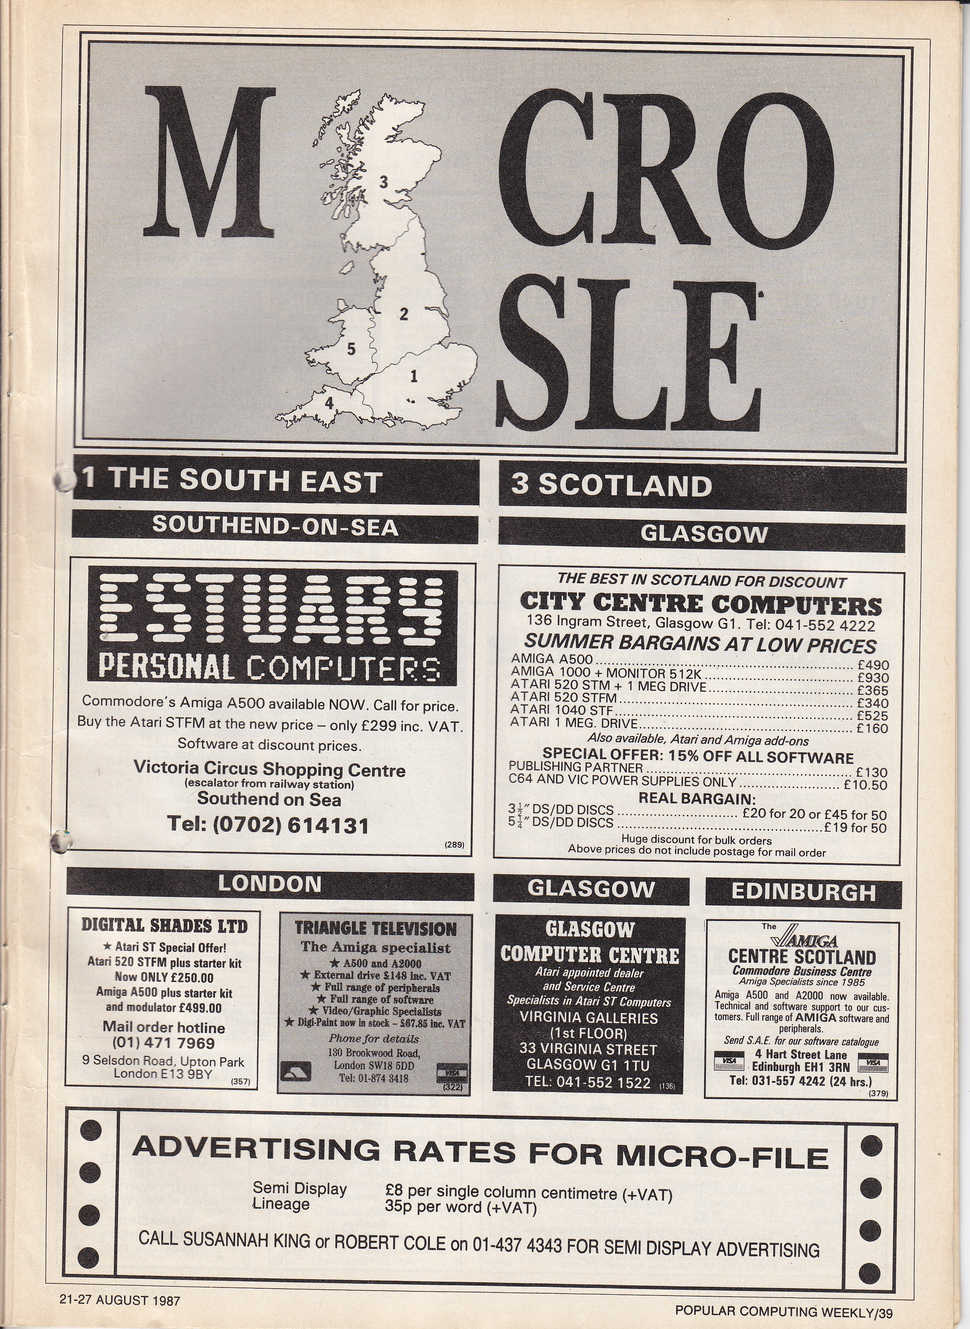 M CRO
SLE
3
2
5
1
4
1 THE SOUTH EAST
SOUTHEND-ON-SEA
ESTUARY
PERSONAL COMPUTERS
Commodore's Amiga A500 available NOW. Call for price.
Buy the Atari STFM at the new price – only £299 inc. VAT.
Software at discount prices.
Victoria Circus Shopping Centre
(escalator from railway station)
Southend on Sea
Tel: (0702) 614131
(289)
3 SCOTLAND
GLASGOW
THE BEST IN SCOTLAND FOR DISCOUNT
CITY CENTRE COMPUTERS
136 Ingram Street, Glasgow G1. Tel: 041-552 4222
SUMMER BARGAINS AT LOW PRICES
AMIGA A500 £490
AMIGA 1000 + MONITOR 512K £930
ATARI 520 STM + 1 MEG DRIVE £365
ATARI 520 STFM £340
ATARI 1040 STF £525
ATARI 1 MEG. DRIVE £160
Also available, Atari and Amiga add-ons
SPECIAL OFFER: 15% OFF ALL SOFTWARE
PUBLISHING PARTNER £130
C64 AND VIC POWER SUPPLIES ONLY £10.50
REAL BARGAIN:
3½" DS/DD DISCS £20 for 20 or £45 for 50
5¼" DS/DD DISCS £19 for 50
Huge discount for bulk orders
Above prices do not include postage for mail order
LONDON
DIGITAL SHADES LTD
★ Atari ST Special Offer!
Atari 520 STFM plus starter kit
Now ONLY £250.00
Amiga A500 plus starter kit
and modulator £499.00
Mail order hotline
(01) 471 7969
9 Selsdon Road, Upton Park
London E13 9BY
(357)
TRIANGLE TELEVISION
The Amiga specialist
★ A500 and A2000
★ External drive £148 inc. VAT
★ Full range of peripherals
★ Full range of software
★ Video/Graphic Specialists
★ Digi-Paint now in stock – £67.85 inc. VAT
Phone for details
130 Brookwood Road,
London SW18 5DD
Tel: 01-874 3418
VISA
(322)
GLASGOW
GLASGOW
COMPUTER CENTRE
Atari appointed dealer
and Service Centre
Specialists in Atari ST Computers
VIRGINIA GALLERIES
(1st FLOOR)
33 VIRGINIA STREET
GLASGOW G1 1TU
TEL: 041-552 1522
(136)
EDINBURGH
The
AMIGA
CENTRE SCOTLAND
Commodore Business Centre
Amiga Specialists since 1985
Amiga A500 and A2000 now available.
Technical and software support to our cus-
tomers. Full range of AMIGA software and
peripherals.
Send S.A.E. for our software catalogue
VISA 4 Hart Street Lane VISA
Edinburgh EH1 3RN
Tel: 031-557 4242 (24 hrs.)
(379)
ADVERTISING RATES FOR MICRO-FILE
Semi Display £8 per single column centimetre (+VAT)
Lineage 35p per word (+VAT)
CALL SUSANNAH KING or ROBERT COLE on 01-437 4343 FOR SEMI DISPLAY ADVERTISING
21-27 AUGUST 1987
POPULAR COMPUTING WEEKLY/39